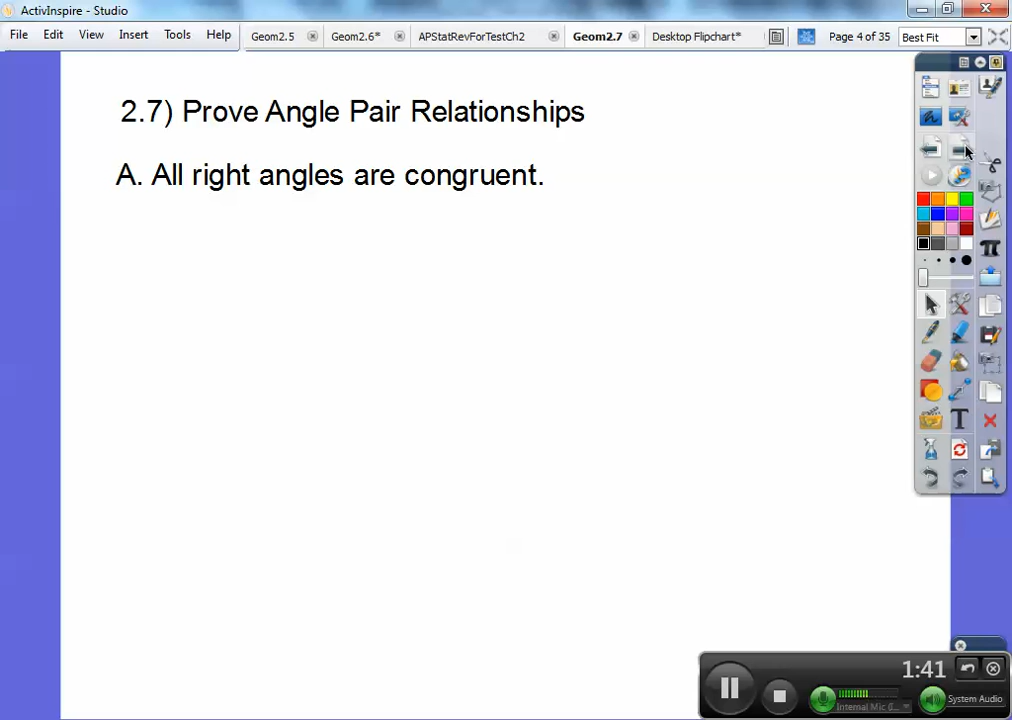 ActivInspire - Studio
File Edit View Insert Tools Help Geom2.5 Geom2.6* APStatRevForTestCh2 Geom2.7 Desktop Flipchart* Page 4 of 35 Best Fit
2.7) Prove Angle Pair Relationships
A. All right angles are congruent.
1:41
Internal Mic (I... System Audio